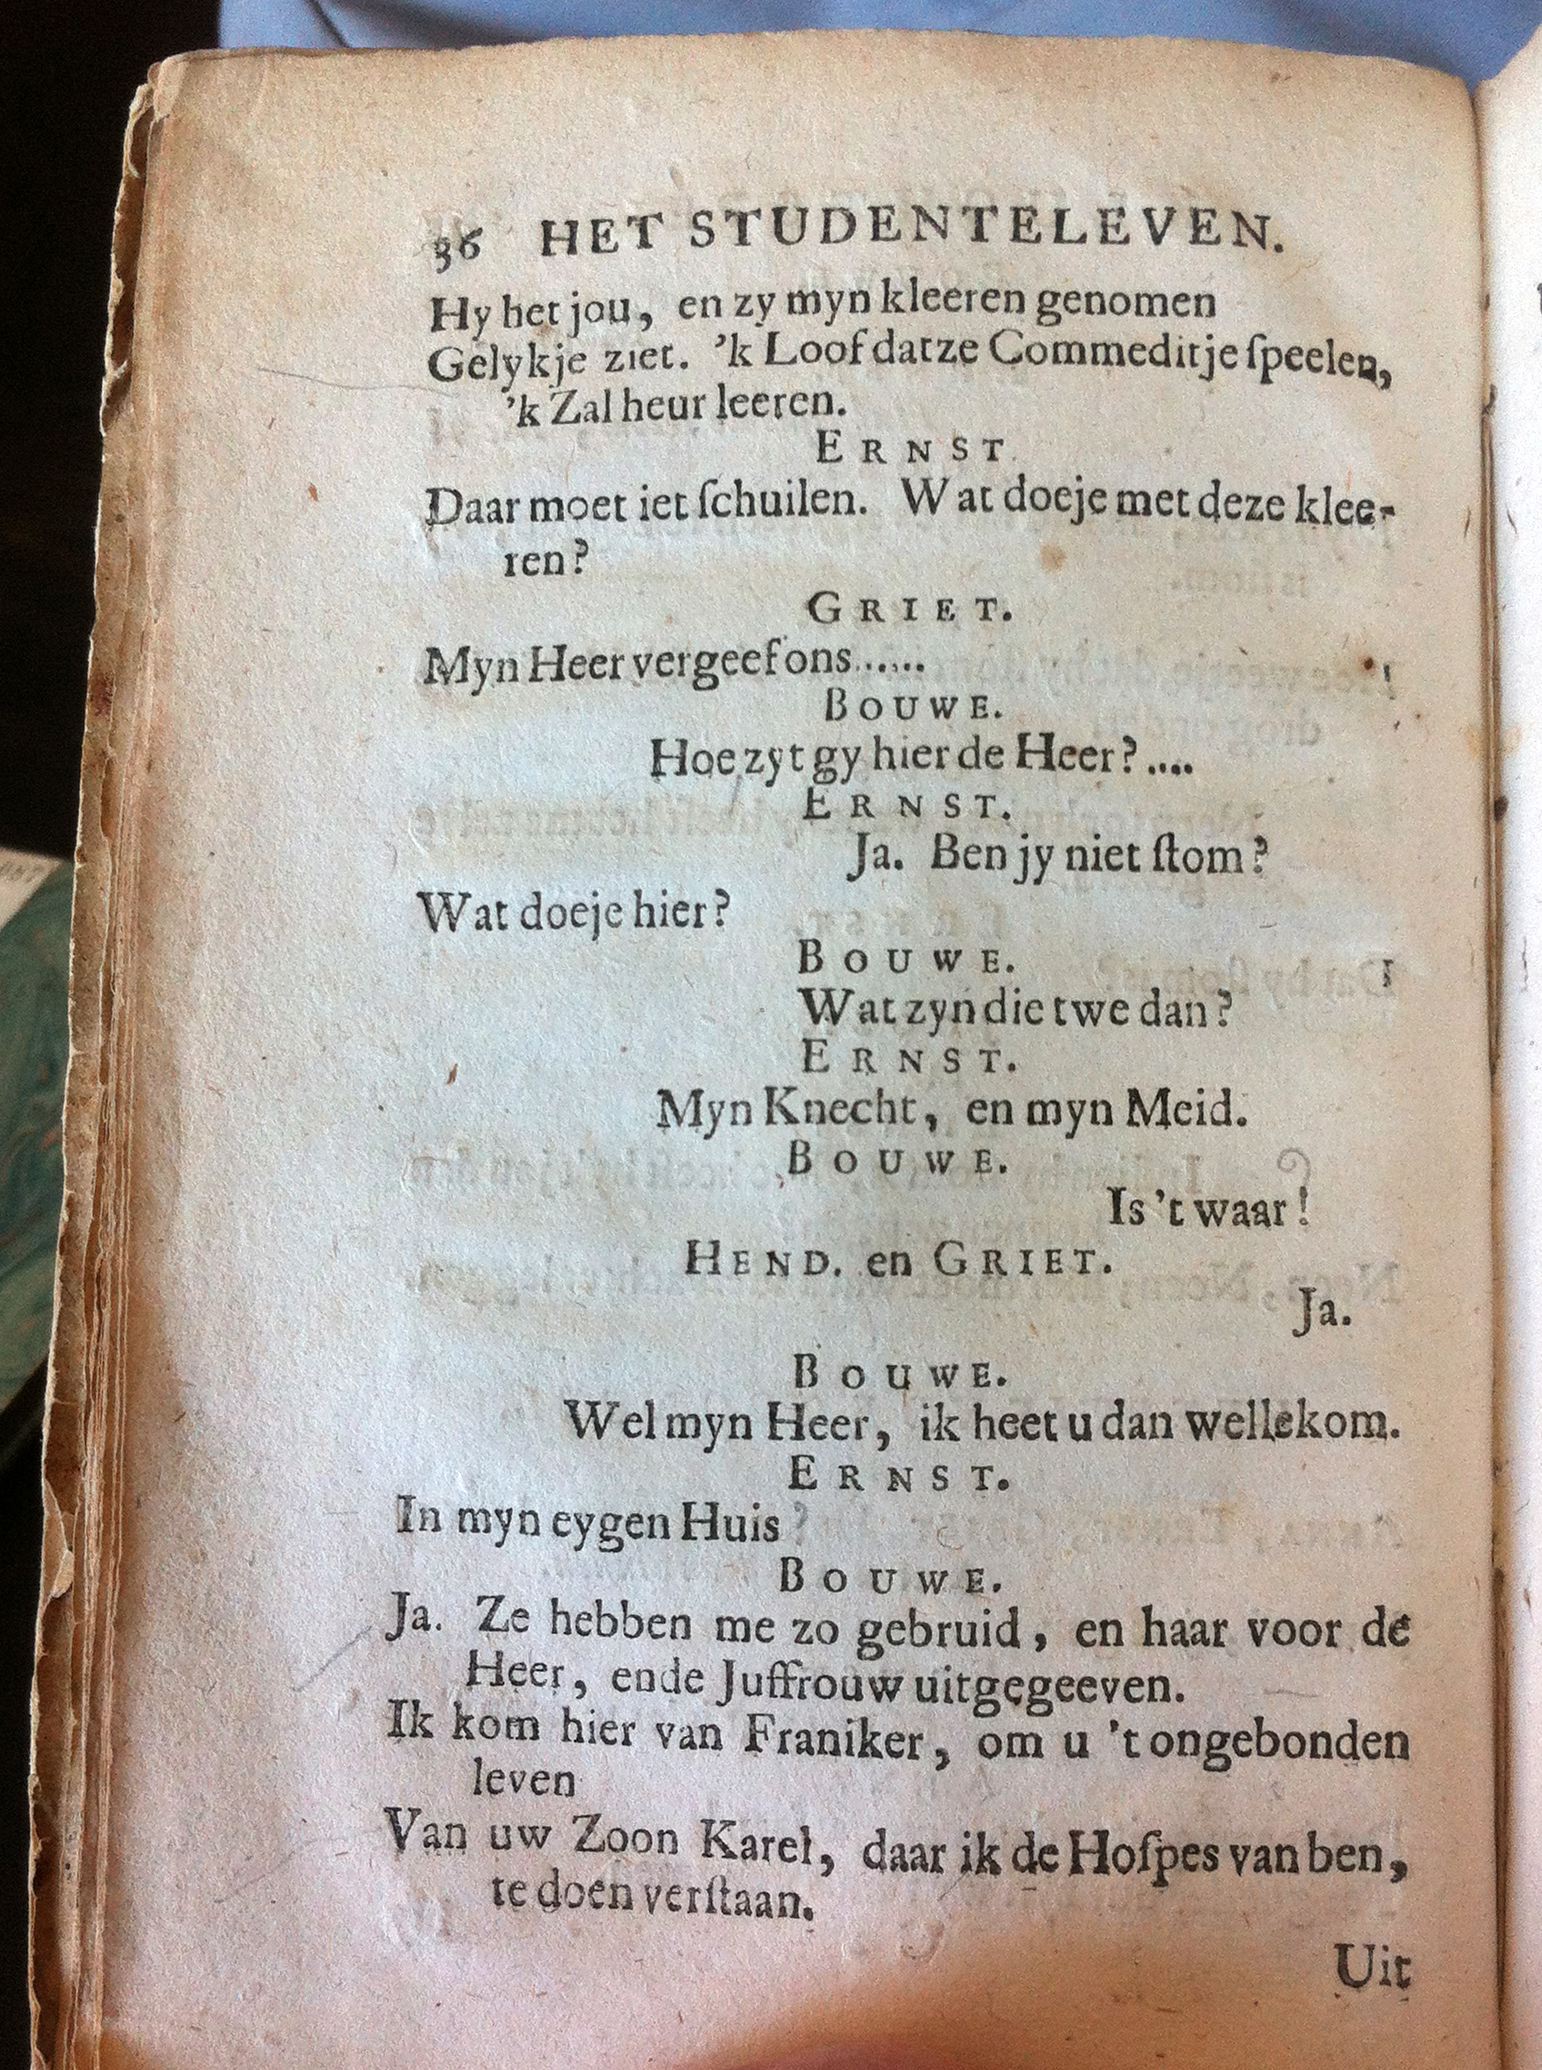 36 HET STUDENTELEVEN.
Hy het jou, en zy myn kleeren genomen
Gelykje ziet. 'k Loof datze Commeditje ſpeelen,
'k Zal heur leeren.
ERNST.
Daar moet iet ſchuilen. Wat doeje met deze klee-
ren?
GRIET.
Myn Heer vergeef ons......
BOUWE.
Hoe zyt gy hier de Heer?....
ERNST.
Ja. Ben jy niet ſtom?
Wat doeje hier?
BOUWE.
Wat zyn die twe dan?
ERNST.
Myn Knecht, en myn Meid.
BOUWE.
Is 't waar!
HEND. en GRIET.
Ja.
BOUWE.
Wel myn Heer, ik heet u dan wellekom.
ERNST.
In myn eygen Huis?
BOUWE.
Ja. Ze hebben me zo gebruid, en haar voor de
Heer, ende Juffrouw uitgegeeven.
Ik kom hier van Franiker, om u 't ongebonden
leven
Van uw Zoon Karel, daar ik de Hoſpes van ben,
te doen verſtaan.
Uit